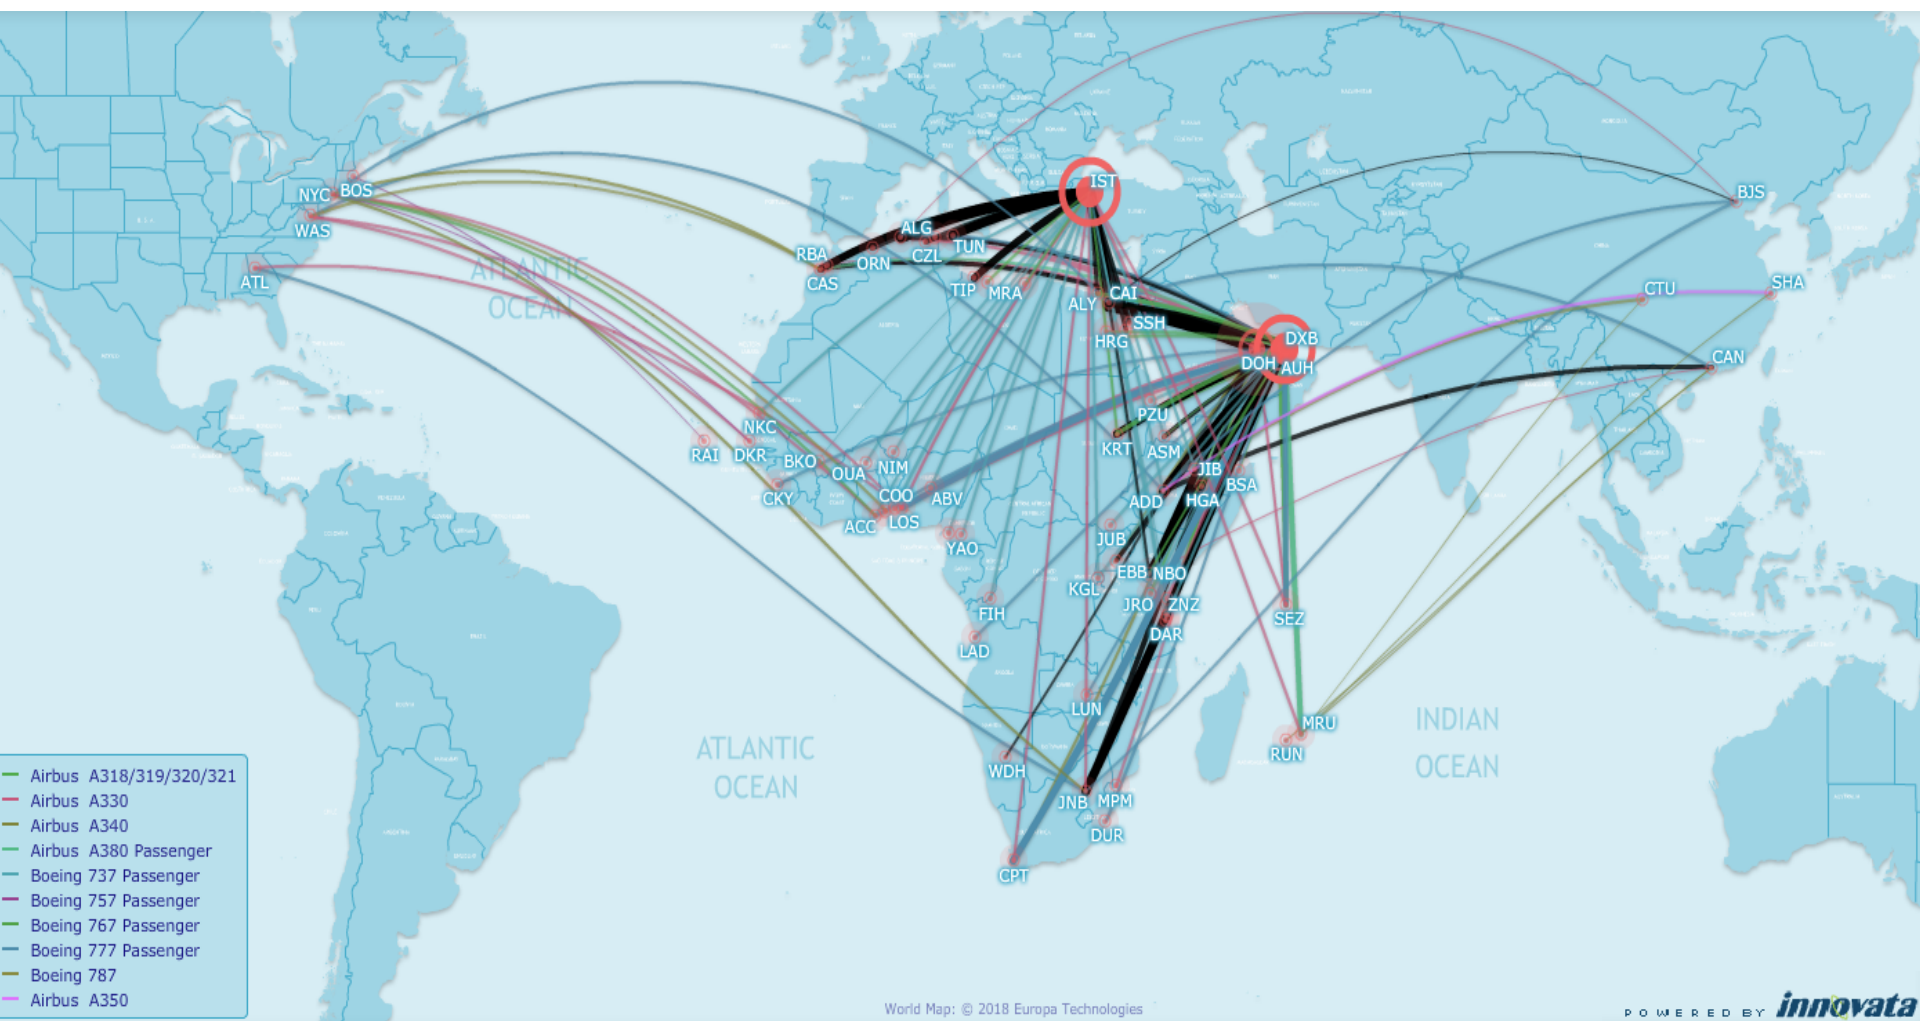 IST
NYC
BOS
WAS
ATL
ALG
RBA
ORN
CZL
TUN
CAS
TIP
MRA
ALY
CAI
SSH
HRG
DXB
DOH
AUH
BJS
CTU
SHA
CAN
ATLANTIC
OCEAN
NKC
RAI
DKR
BKO
CKY
OUA
NIM
COO
ABV
ACC
LOS
YAO
PZU
KRT
ASM
JIB
BSA
ADD
HGA
JUB
EBB
NBO
KGL
JRO
ZNZ
DAR
FIH
LAD
SEZ
LUN
MRU
RUN
WDH
JNB
MPM
DUR
CPT
ATLANTIC
OCEAN
INDIAN
OCEAN
Airbus A318/319/320/321
Airbus A330
Airbus A340
Airbus A380 Passenger
Boeing 737 Passenger
Boeing 757 Passenger
Boeing 767 Passenger
Boeing 777 Passenger
Boeing 787
Airbus A350
World Map: © 2018 Europa Technologies
POWERED BY innovata